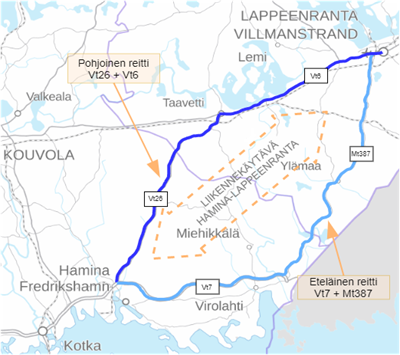 LAPPEENRANTA
VILLMANSTRAND
Pohjoinen reitti
Vt26 + Vt6
Lemi
Vt6
Valkeala
Taavetti
KOUVOLA
LIIKENNEKÄYTÄVÄ
HAMINA-LAPPEENRANTA
Mt387
Ylämaa
Vt26
Miehikkälä
Hamina
Fredrikshamn
Vt7
Eteläinen reitti
Vt7 + Mt387
Virolahti
Kotka